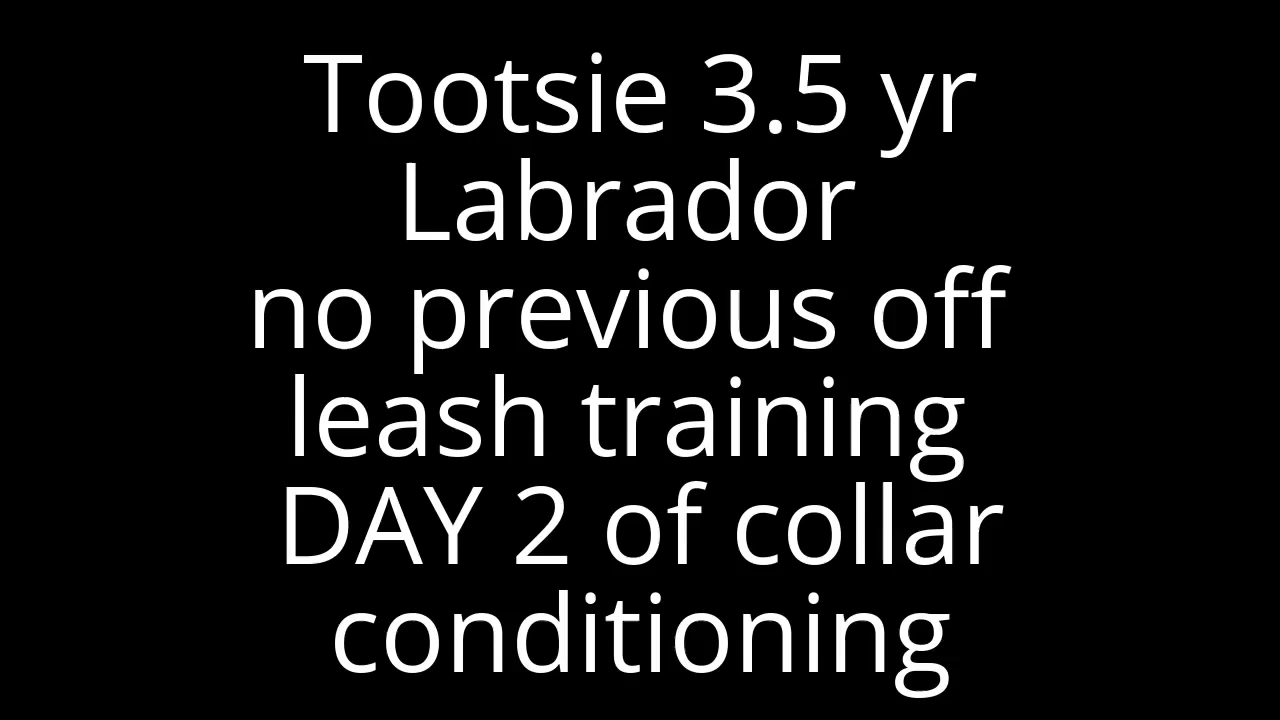 Tootsie 3.5 yr
Labrador
no previous off
leash training
DAY 2 of collar
conditioning